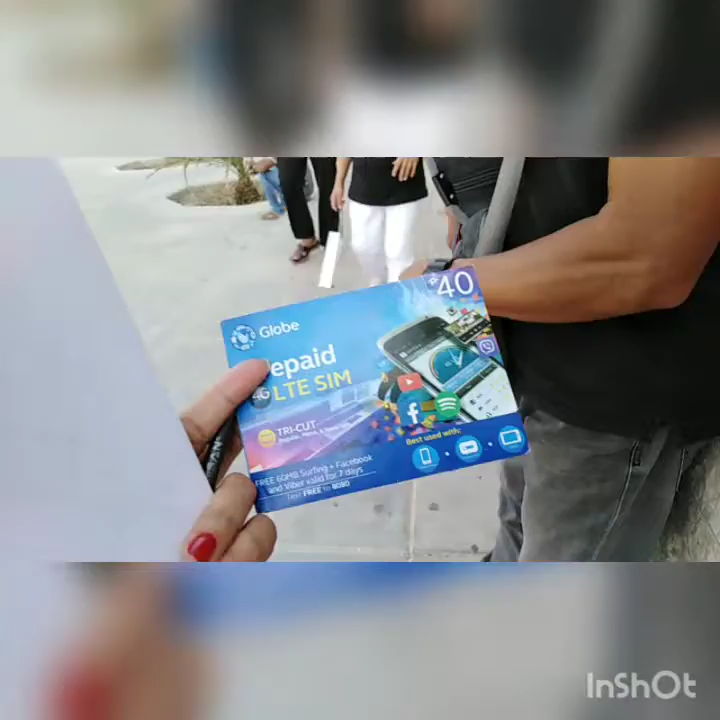 ₱40
Globe
epaid
4G LTE SIM
TRI-CUT
Best used with:
FREE 60MB Surfing + Facebook
and Viber valid for 7 days
Text FREE to 8080
InShOt